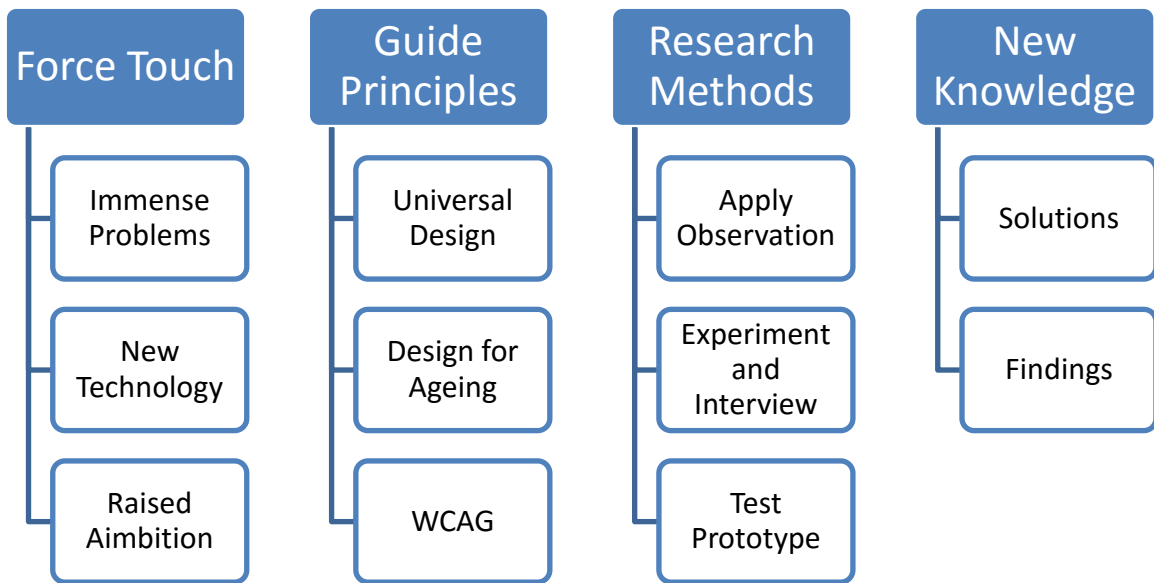 Force Touch
Immense
Problems
New
Technology
Raised
Aimbition
Guide
Principles
Universal
Design
Design for
Ageing
WCAG
Research
Methods
Apply
Observation
Experiment
and
Interview
Test
Prototype
New
Knowledge
Solutions
Findings